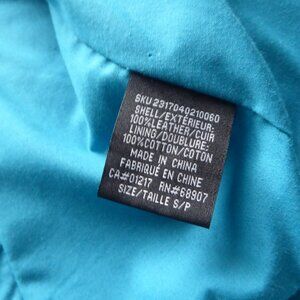 SKU 2317040210060
SHELL/EXTÉRIEUR:
100%LEATHER/CUIR
LINING/DOUBLURE:
100%COTTON/COTON
MADE IN CHINA
FABRIQUÉ EN CHINE
CA#01217 RN#68907
SIZE/TAILLE S/P